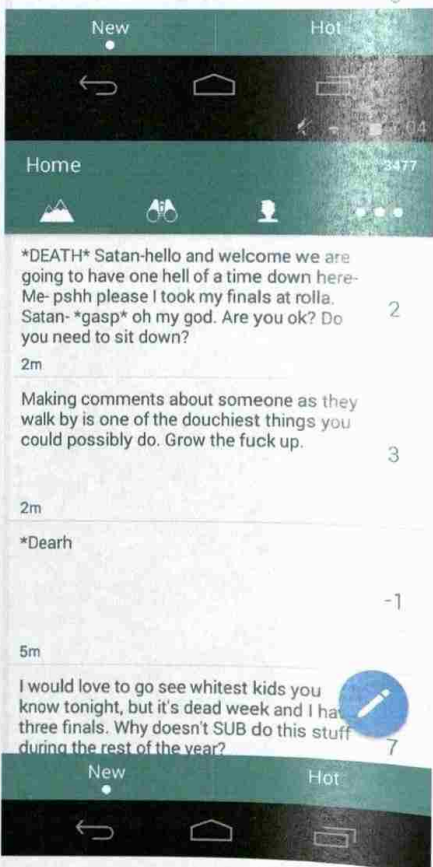 New Hot
04
Home 3477
*DEATH* Satan-hello and welcome we are
going to have one hell of a time down here-
Me- pshh please I took my finals at rolla.
Satan- *gasp* oh my god. Are you ok? Do
you need to sit down?
2
2m
Making comments about someone as they
walk by is one of the douchiest things you
could possibly do. Grow the fuck up.
3
2m
*Dearh
-1
5m
I would love to go see whitest kids you
know tonight, but it's dead week and I ha
three finals. Why doesn't SUB do this stuff
during the rest of the year?
7
New Hot